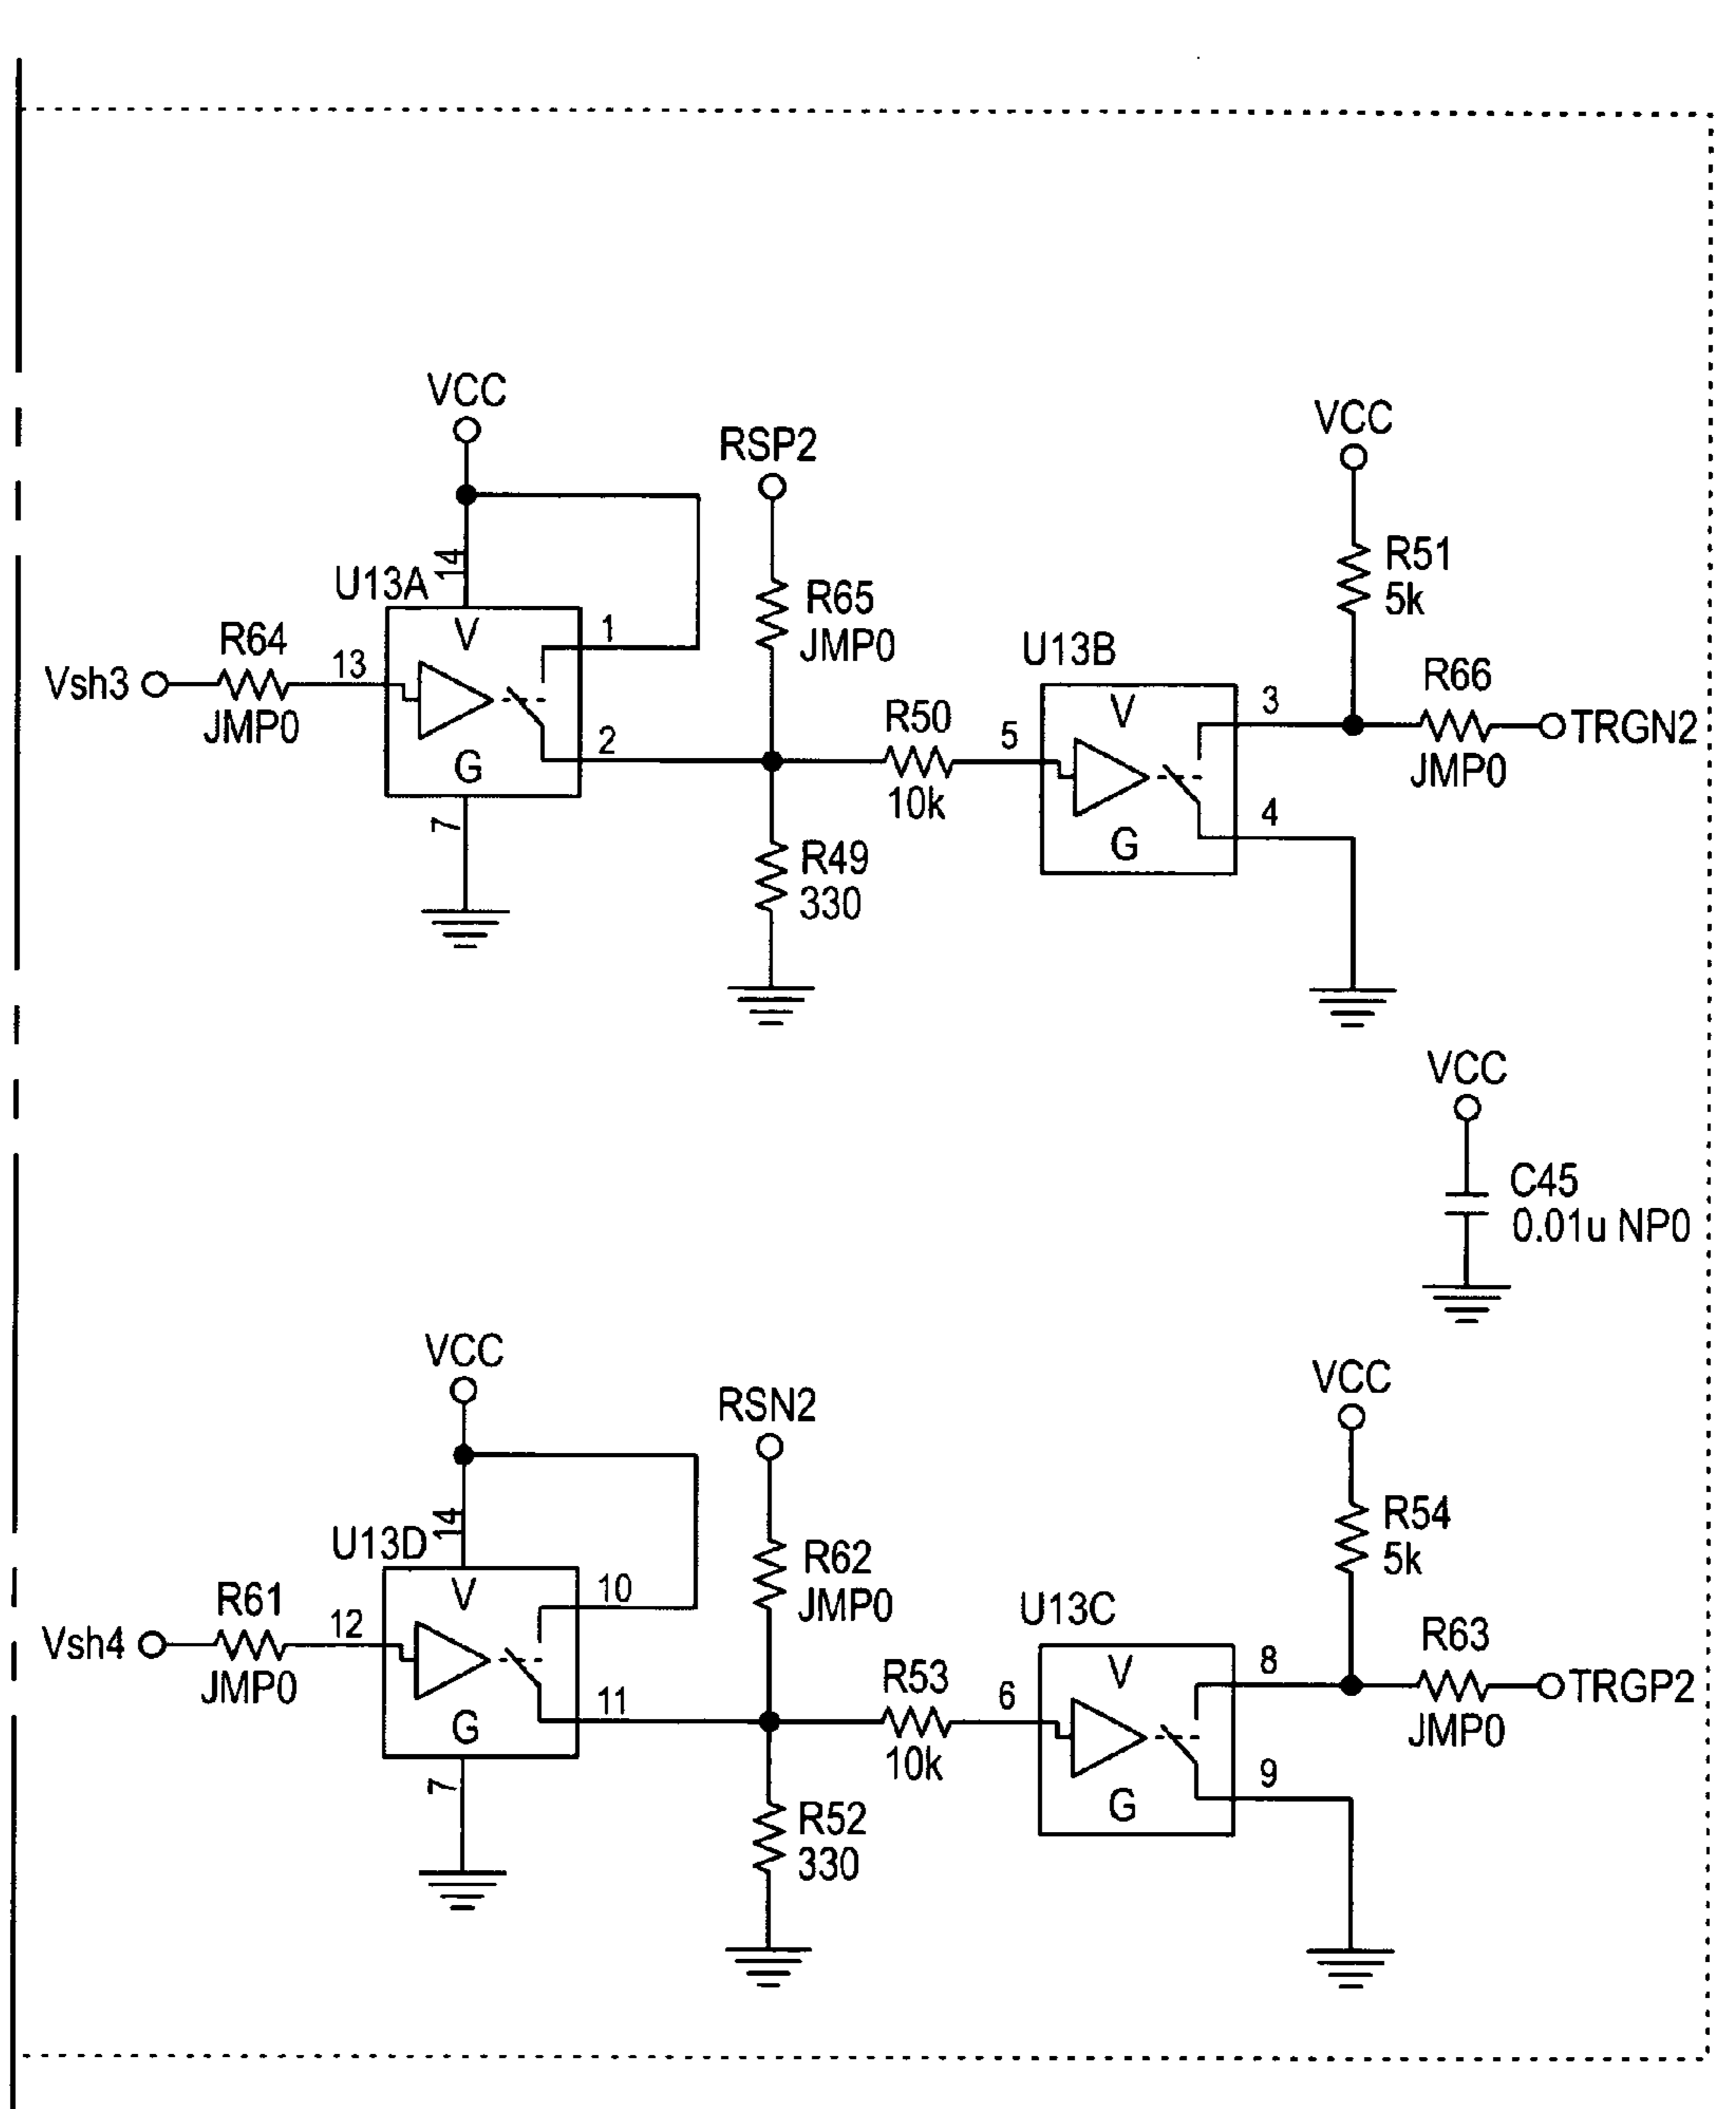 VCC
RSP2
VCC
14
U13A
R51
5k
R65
JMP0
V
1
R64
13
Vsh3
JMP0
U13B
R66
V
3
TRGN2
JMP0
R50
10k
5
2
G
7
4
G
R49
330
VCC
C45
0.01u NP0
VCC
RSN2
VCC
14
U13D
R54
5k
R62
JMP0
V
10
R61
12
Vsh4
JMP0
U13C
R63
V
8
TRGP2
JMP0
R53
10k
6
11
G
7
9
G
R52
330